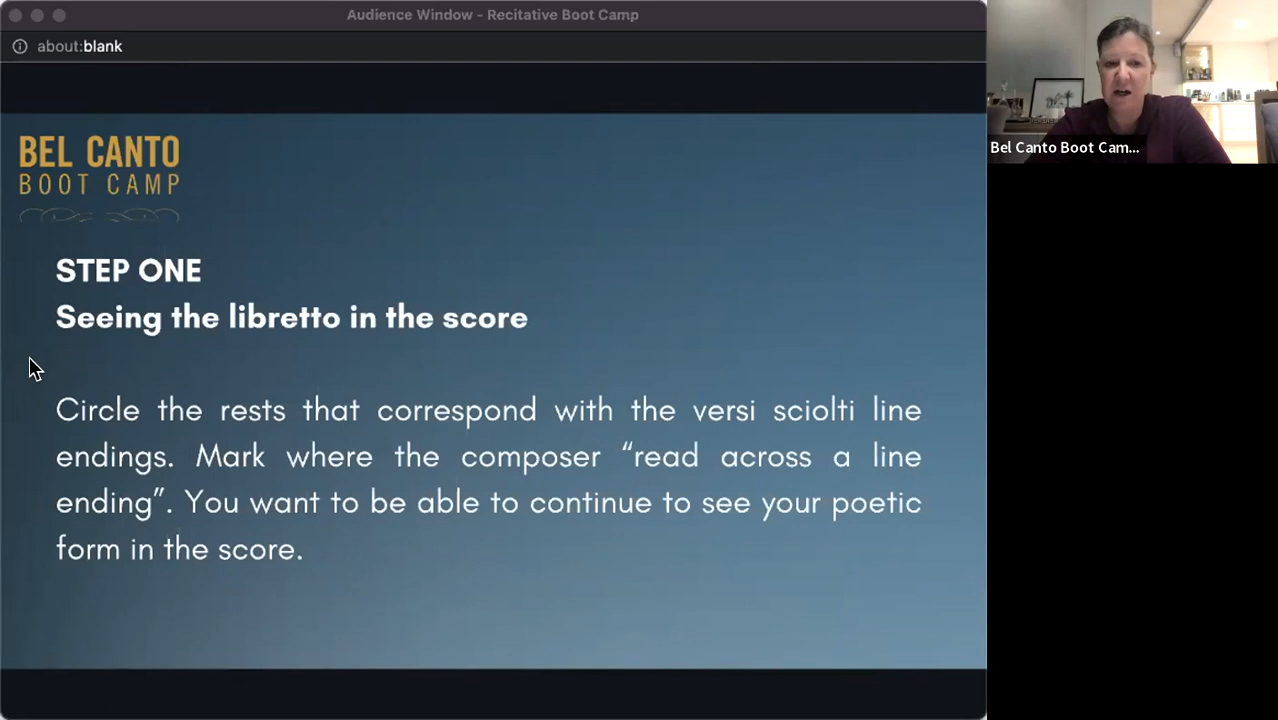 Audience Window - Recitative Boot Camp
about:blank
BEL CANTO
BOOT CAMP
Bel Canto Boot Cam...
STEP ONE
Seeing the libretto in the score
Circle the rests that correspond with the versi sciolti line
endings. Mark where the composer “read across a line
ending”. You want to be able to continue to see your poetic
form in the score.